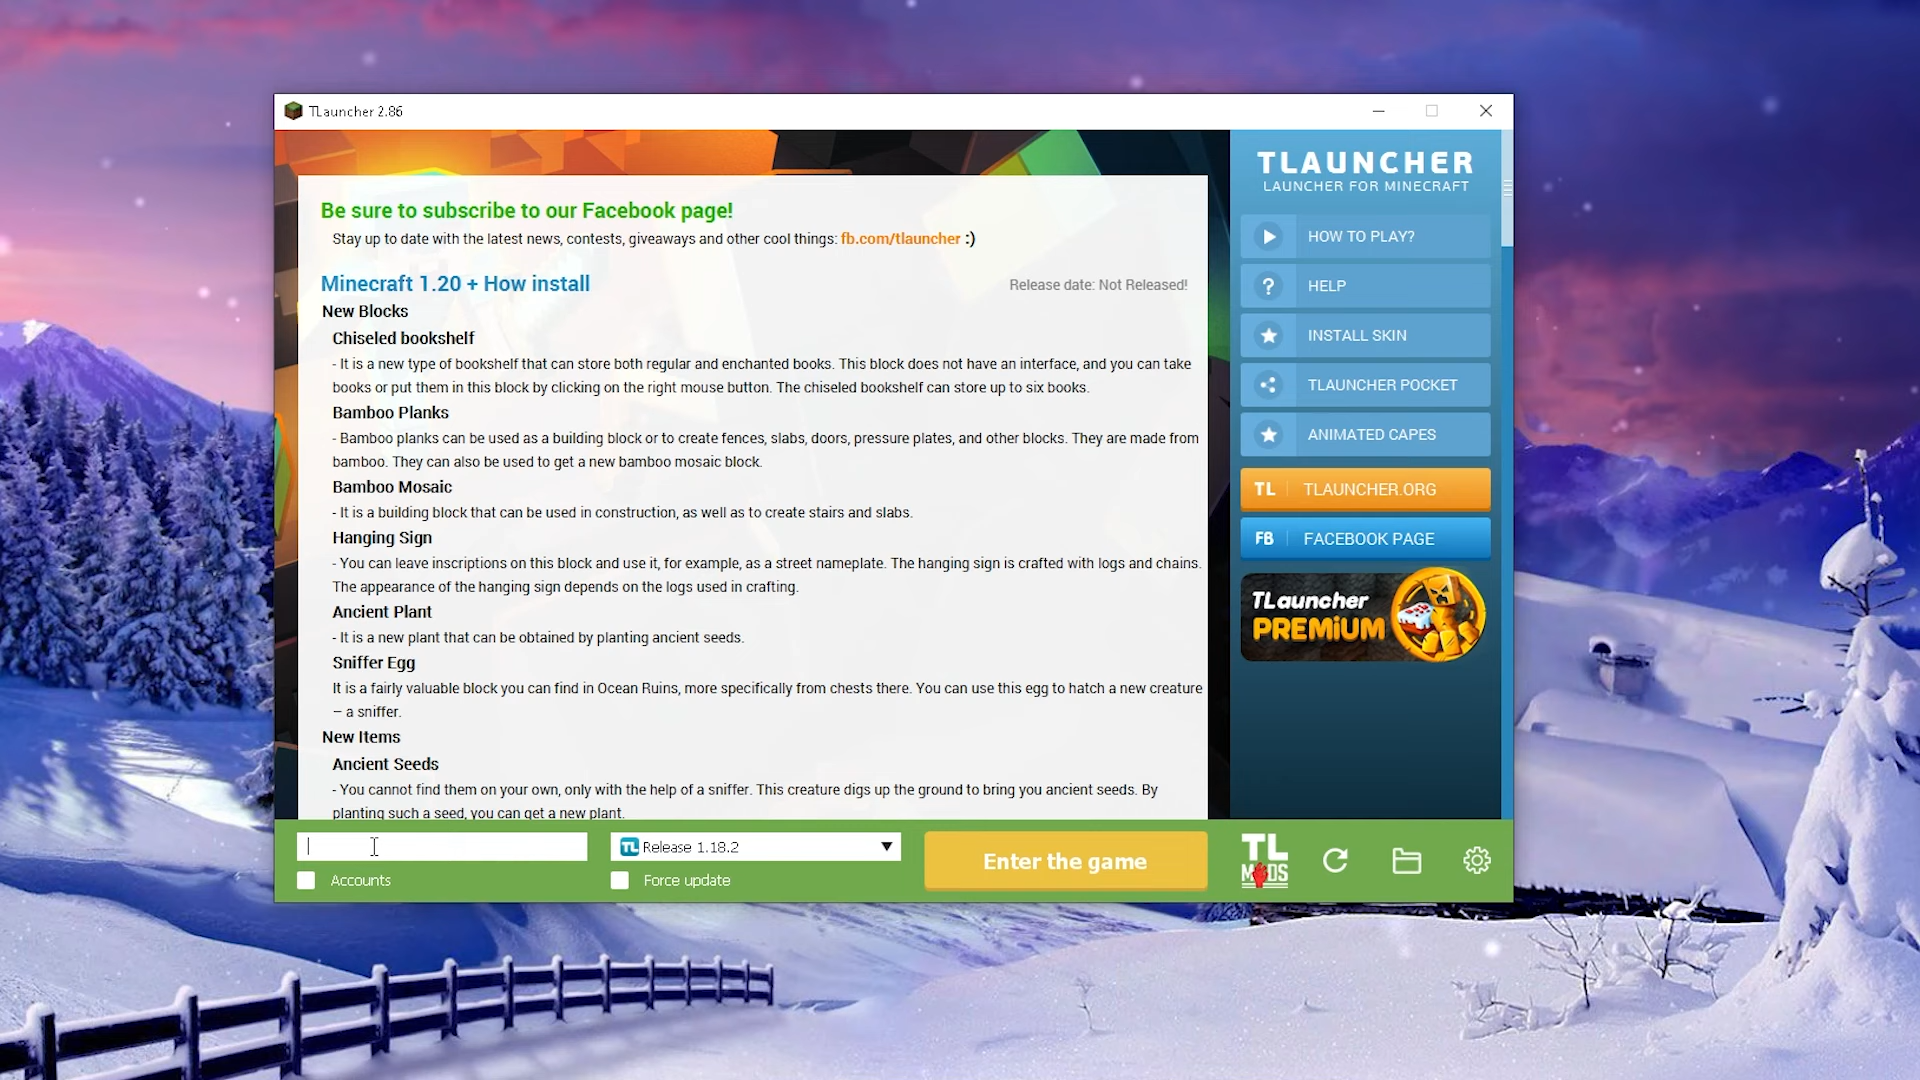 TLauncher 2.86
TLAUNCHER
LAUNCHER FOR MINECRAFT
Be sure to subscribe to our Facebook page!
Stay up to date with the latest news, contests, giveaways and other cool things: fb.com/tlauncher :)
Minecraft 1.20 + How install
Release date: Not Released!
New Blocks
Chiseled bookshelf
- It is a new type of bookshelf that can store both regular and enchanted books. This block does not have an interface, and you can take
books or put them in this block by clicking on the right mouse button. The chiseled bookshelf can store up to six books.
Bamboo Planks
- Bamboo planks can be used as a building block or to create fences, slabs, doors, pressure plates, and other blocks. They are made from
bamboo. They can also be used to get a new bamboo mosaic block.
Bamboo Mosaic
- It is a building block that can be used in construction, as well as to create stairs and slabs.
Hanging Sign
- You can leave inscriptions on this block and use it, for example, as a street nameplate. The hanging sign is crafted with logs and chains.
The appearance of the hanging sign depends on the logs used in crafting.
Ancient Plant
- It is a new plant that can be obtained by planting ancient seeds.
Sniffer Egg
It is a fairly valuable block you can find in Ocean Ruins, more specifically from chests there. You can use this egg to hatch a new creature
– a sniffer.
New Items
Ancient Seeds
- You cannot find them on your own, only with the help of a sniffer. This creature digs up the ground to bring you ancient seeds. By
planting such a seed, you can get a new plant.
HOW TO PLAY?
? HELP
INSTALL SKIN
TLAUNCHER POCKET
ANIMATED CAPES
TL TLAUNCHER.ORG
FB FACEBOOK PAGE
TLauncher
PREMIUM
TL Release 1.18.2
Accounts
Force update
Enter the game
TL
MODS